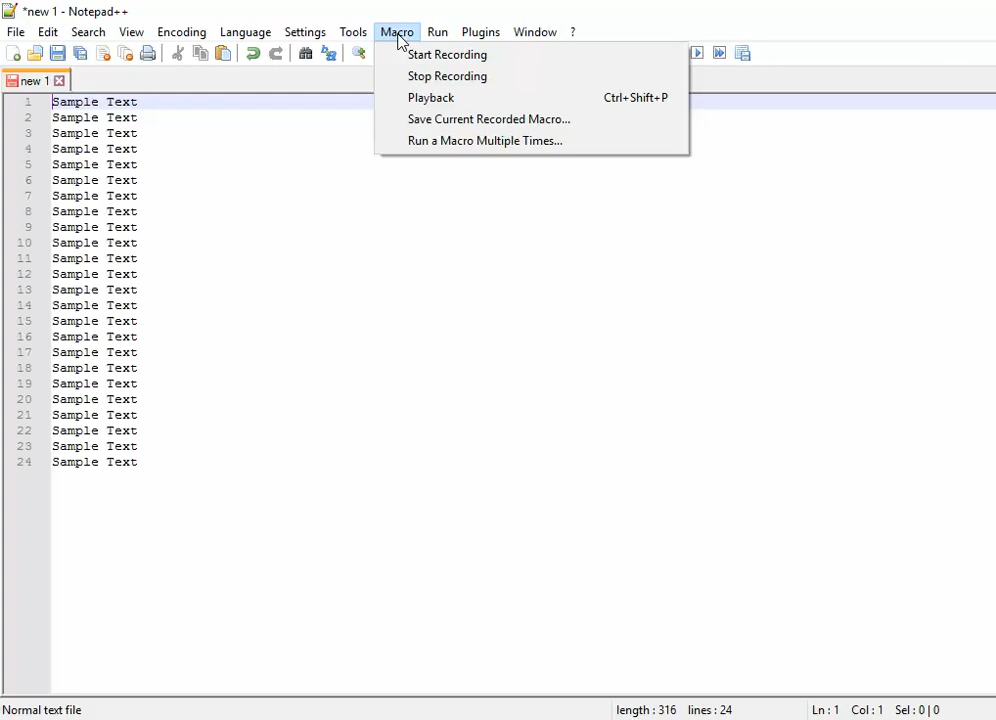 *new 1 - Notepad++
File Edit Search View Encoding Language Settings Tools Macro Run Plugins Window ?
Start Recording
Stop Recording
Playback Ctrl+Shift+P
Save Current Recorded Macro...
Run a Macro Multiple Times...
new 1
1 Sample Text
2 Sample Text
3 Sample Text
4 Sample Text
5 Sample Text
6 Sample Text
7 Sample Text
8 Sample Text
9 Sample Text
10 Sample Text
11 Sample Text
12 Sample Text
13 Sample Text
14 Sample Text
15 Sample Text
16 Sample Text
17 Sample Text
18 Sample Text
19 Sample Text
20 Sample Text
21 Sample Text
22 Sample Text
23 Sample Text
24 Sample Text
Normal text file length : 316 lines : 24 Ln : 1 Col : 1 Sel : 0 | 0